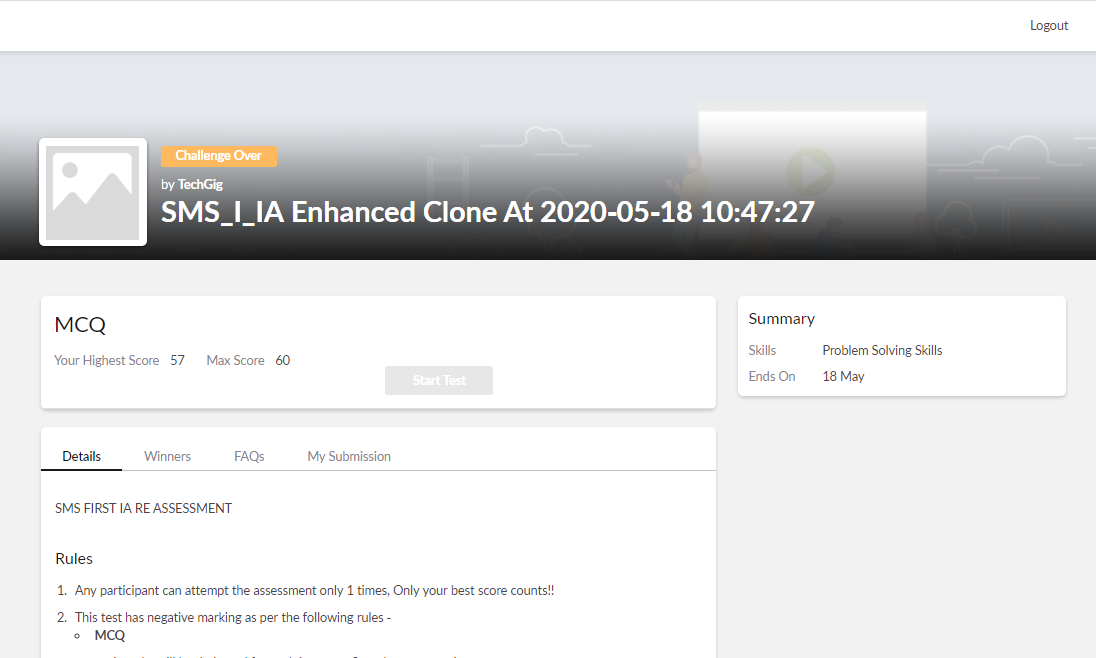 Logout
Challenge Over
by TechGig
SMS_I_IA Enhanced Clone At 2020-05-18 10:47:27
MCQ
Your Highest Score 57 Max Score 60
Start Test
Summary
Skills Problem Solving Skills
Ends On 18 May
Details Winners FAQs My Submission
SMS FIRST IA RE ASSESSMENT
Rules
1. Any participant can attempt the assessment only 1 times, Only your best score counts!!
2. This test has negative marking as per the following rules -
MCQ